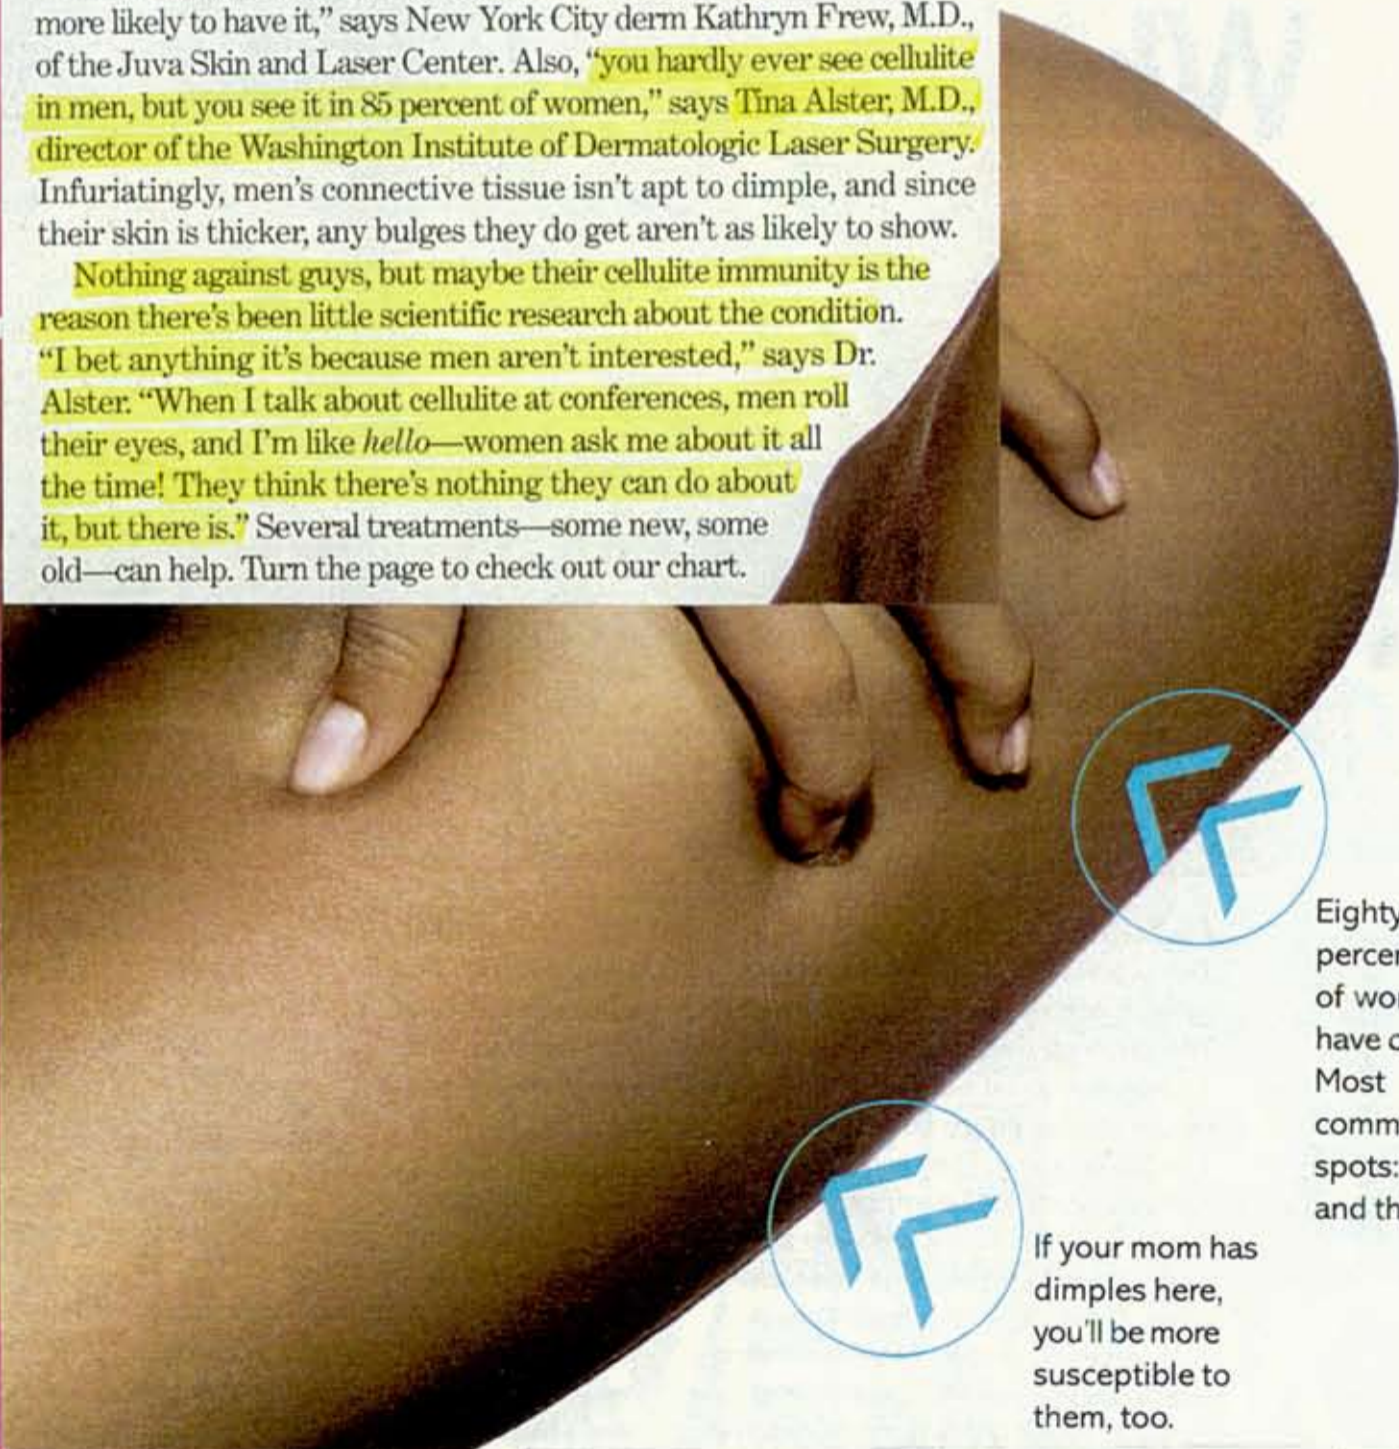 more likely to have it,” says New York City derm Kathryn Frew, M.D.,
of the Juva Skin and Laser Center. Also, “you hardly ever see cellulite
in men, but you see it in 85 percent of women,” says Tina Alster, M.D.,
director of the Washington Institute of Dermatologic Laser Surgery.
Infuriatingly, men’s connective tissue isn’t apt to dimple, and since
their skin is thicker, any bulges they do get aren’t as likely to show.
Nothing against guys, but maybe their cellulite immunity is the
reason there’s been little scientific research about the condition.
“I bet anything it’s because men aren’t interested,” says Dr.
Alster. “When I talk about cellulite at conferences, men roll
their eyes, and I’m like hello—women ask me about it all
the time! They think there’s nothing they can do about
it, but there is.” Several treatments—some new, some
old—can help. Turn the page to check out our chart.
Eighty
of
have
Most
spots:
and
If your mom has
dimples here,
you’ll be more
susceptible to
them, too.